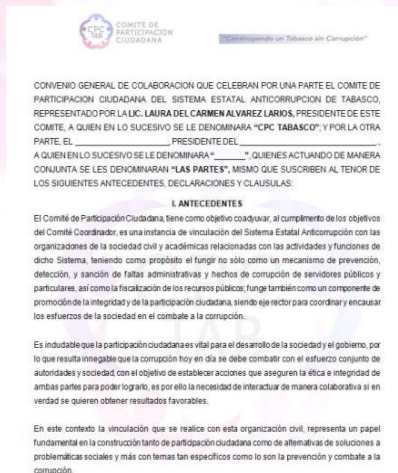 CPC
TAB
COMITÉ DE
PARTICIPACIÓN
CIUDADANA
"Construyendo un Tabasco sin Corrupción"
CONVENIO GENERAL DE COLABORACION QUE CELEBRAN POR UNA PARTE EL COMITE DE
PARTICIPACION CIUDADANA DEL SISTEMA ESTATAL ANTICORRUPCION DE TABASCO,
REPRESENTADO POR LA LIC. LAURA DEL CARMEN ALVAREZ LARIOS, PRESIDENTE DE ESTE
COMITE, A QUIEN EN LO SUCESIVO SE LE DENOMINARA "CPC TABASCO"; Y POR LA OTRA
PARTE, EL ____________________, PRESIDENTE DEL ____________________________,
A QUIEN EN LO SUCESIVO SE LE DENOMINARA "______", QUIENES ACTUANDO DE MANERA
CONJUNTA SE LES DENOMINARAN "LAS PARTES", MISMO QUE SUSCRIBEN AL TENOR DE
LOS SIGUIENTES ANTECEDENTES, DECLARACIONES Y CLAUSULAS:
I. ANTECEDENTES
El Comité de Participación Ciudadana, tiene como objetivo coadyuvar, al cumplimento de los objetivos
del Comité Coordinador, es una instancia de vinculación del Sistema Estatal Anticorrupción con las
organizaciones de la sociedad civil y académicas relacionadas con las actividades y funciones de
dicho Sistema, teniendo como propósito el fungir no sólo como un mecanismo de prevención,
detección, y sanción de faltas administrativas y hechos de corrupción de servidores públicos y
particulares, así como la fiscalización de los recursos públicos; funge también como un componente de
promoción de la integridad y de la participación ciudadana, siendo eje rector para coordinar y encausar
los esfuerzos de la sociedad en el combate a la corrupción.
Es indudable que la participación ciudadana es vital para el desarrollo de la sociedad y el gobierno, por
lo que resulta innegable que la corrupción hoy en día se debe combatir con el esfuerzo conjunto de
autoridades y sociedad, con el objetivo de establecer acciones que aseguren la ética e integridad de
ambas partes para poder lograrlo, es por ello la necesidad de interactuar de manera colaborativa si en
verdad se quieren obtener resultados favorables.
En este contexto la vinculación que se realice con esta organización civil, representa un papel
fundamental en la construcción tanto de participación ciudadana como de alternativas de soluciones a
problemáticas sociales y más con temas tan específicos como lo son la prevención y combate a la
corrupción.
TAB